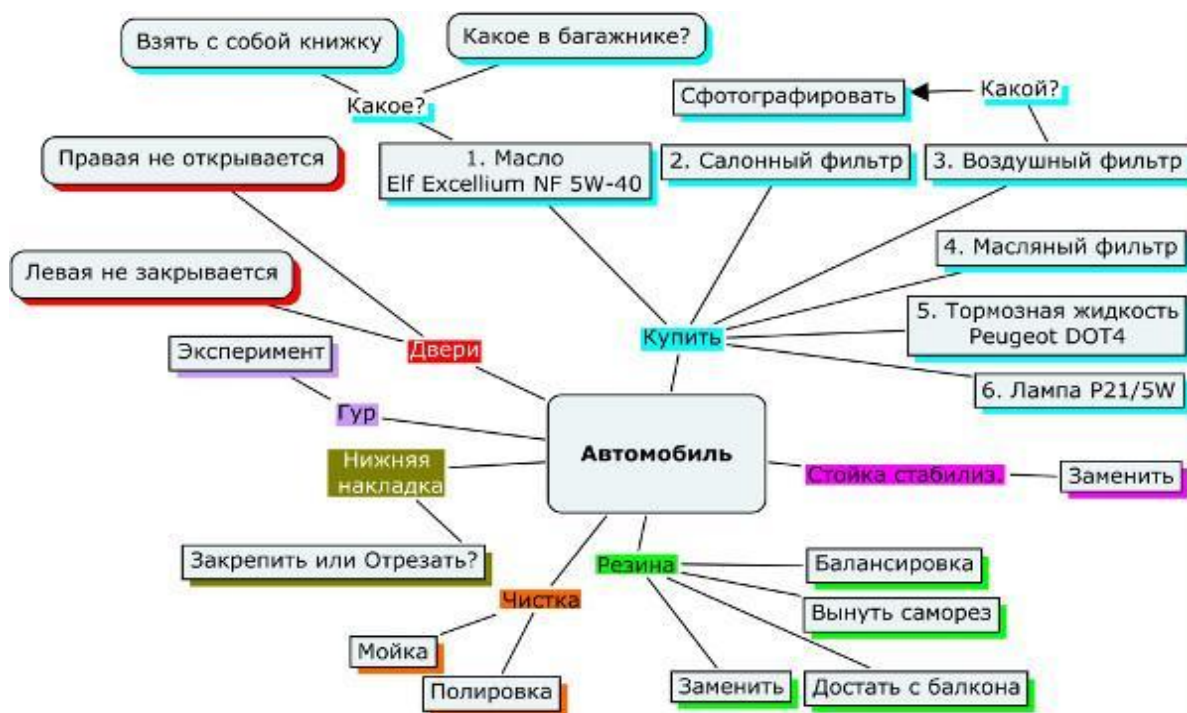 Взять с собой книжку
Какое в багажнике?
Какое?
Сфотографировать
Какой?
Правая не открывается
1. Масло
Elf Excellium NF 5W-40
2. Салонный фильтр
3. Воздушный фильтр
Левая не закрывается
4. Масляный фильтр
5. Тормозная жидкость
Peugeot DOT4
6. Лампа P21/5W
Двери
Купить
Эксперимент
Гур
Автомобиль
Нижняя
накладка
Стойка стабилиз.
Заменить
Закрепить или Отрезать?
Резина
Балансировка
Чистка
Вынуть саморез
Мойка
Полировка
Заменить
Достать с балкона